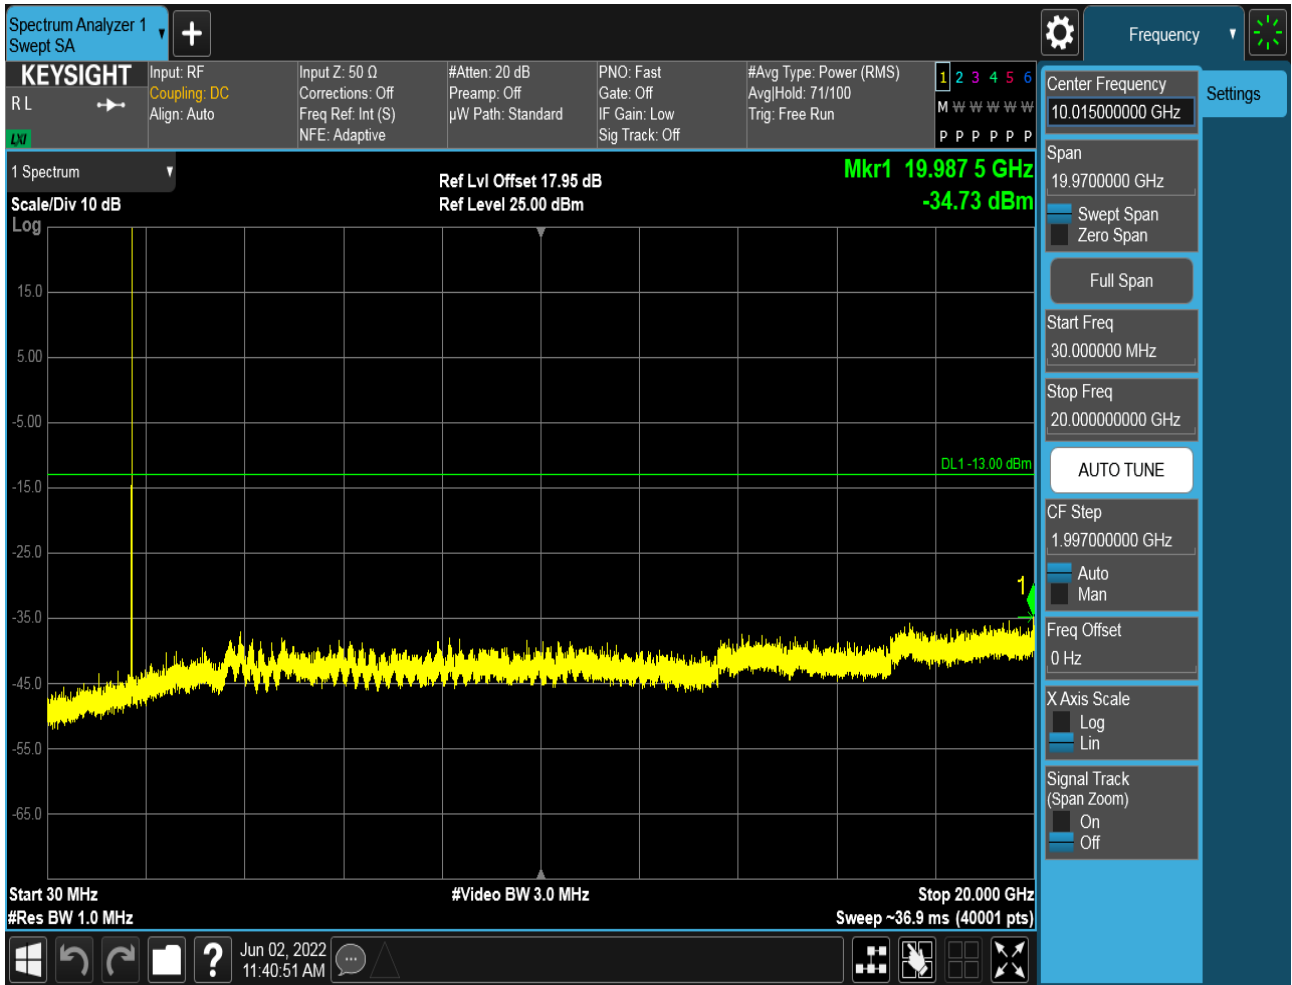 Spectrum Analyzer 1
Swept SA
Frequency
KEYSIGHT
R L
LXI
Input: RF
Coupling: DC
Align: Auto
Input Z: 50 Ω
Corrections: Off
Freq Ref: Int (S)
NFE: Adaptive
#Atten: 20 dB
Preamp: Off
µW Path: Standard
PNO: Fast
Gate: Off
IF Gain: Low
Sig Track: Off
#Avg Type: Power (RMS)
Avg|Hold: 71/100
Trig: Free Run
1 2 3 4 5 6
M W W W W W
P P P P P P
1 Spectrum
Scale/Div 10 dB
Log
Ref Lvl Offset 17.95 dB
Ref Level 25.00 dBm
Mkr1 19.987 5 GHz
-34.73 dBm
15.0
5.00
-5.00
-15.0
-25.0
-35.0
-45.0
-55.0
-65.0
DL1 -13.00 dBm
1
Start 30 MHz
#Res BW 1.0 MHz
#Video BW 3.0 MHz
Stop 20.000 GHz
Sweep ~36.9 ms (40001 pts)
Center Frequency
10.015000000 GHz
Settings
Span
19.9700000 GHz
Swept Span
Zero Span
Full Span
Start Freq
30.000000 MHz
Stop Freq
20.000000000 GHz
AUTO TUNE
CF Step
1.997000000 GHz
Auto
Man
Freq Offset
0 Hz
X Axis Scale
Log
Lin
Signal Track
(Span Zoom)
On
Off
?
Jun 02, 2022
11:40:51 AM